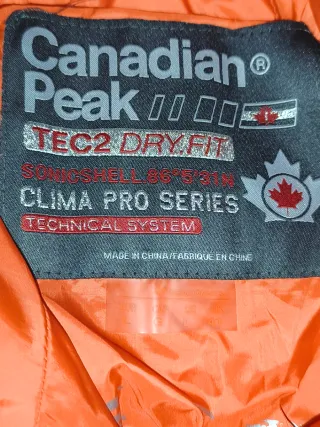 Canadian®
Peak
TEC2 DRY.FIT
SONICSHELL.86°5'31N
CLIMA PRO SERIES
TECHNICAL SYSTEM
MADE IN CHINA/FABRIQUE EN CHINE